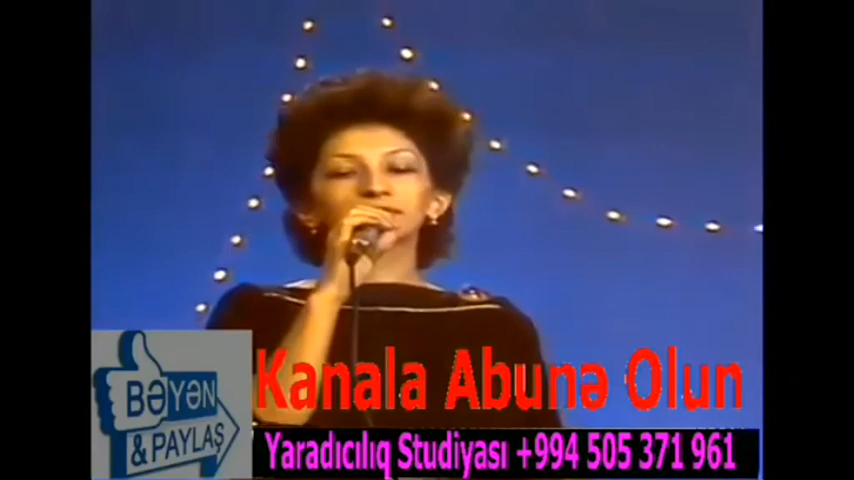 Kanala Abunə Olun
BƏYƏN
& PAYLAŞ
Yaradıcılıq Studiyası +994 505 371 961